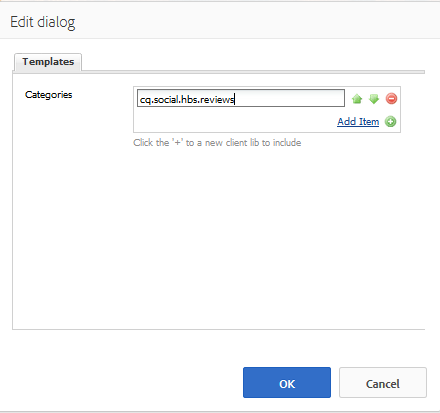 Edit dialog
Templates
Categories
cq.social.hbs.reviews
Add Item
Click the '+' to a new client lib to include
OK
Cancel